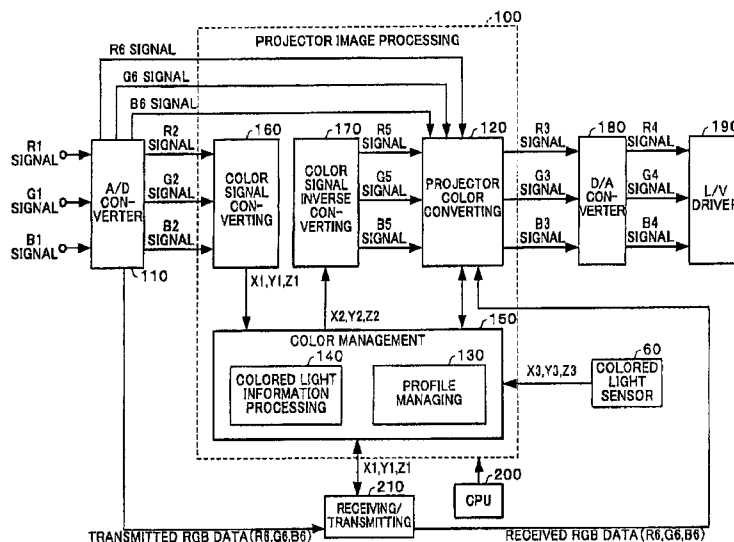 100
PROJECTOR IMAGE PROCESSING
R6 SIGNAL
G6 SIGNAL
B6 SIGNAL
R1 SIGNAL
G1 SIGNAL
B1 SIGNAL
A/D CON-VERTER
110
R2 SIGNAL
G2 SIGNAL
B2 SIGNAL
160
COLOR SIGNAL CON-VERTING
170
COLOR SIGNAL INVERSE CON-VERTING
R5 SIGNAL
G5 SIGNAL
B5 SIGNAL
120
PROJECTOR COLOR CONVERTING
R3 SIGNAL
G3 SIGNAL
B3 SIGNAL
180
D/A CON-VERTER
R4 SIGNAL
G4 SIGNAL
B4 SIGNAL
190
L/V DRIVER
X1,Y1,Z1
X2,Y2,Z2
150
COLOR MANAGEMENT
140
COLORED LIGHT INFORMATION PROCESSING
130
PROFILE MANAGING
X3,Y3,Z3
60
COLORED LIGHT SENSOR
X1,Y1,Z1
210
RECEIVING/TRANSMITTING
200
CPU
TRANSMITTED RGB DATA(R6,G6,B6)
RECEIVED RGB DATA(R6,G6,B6)